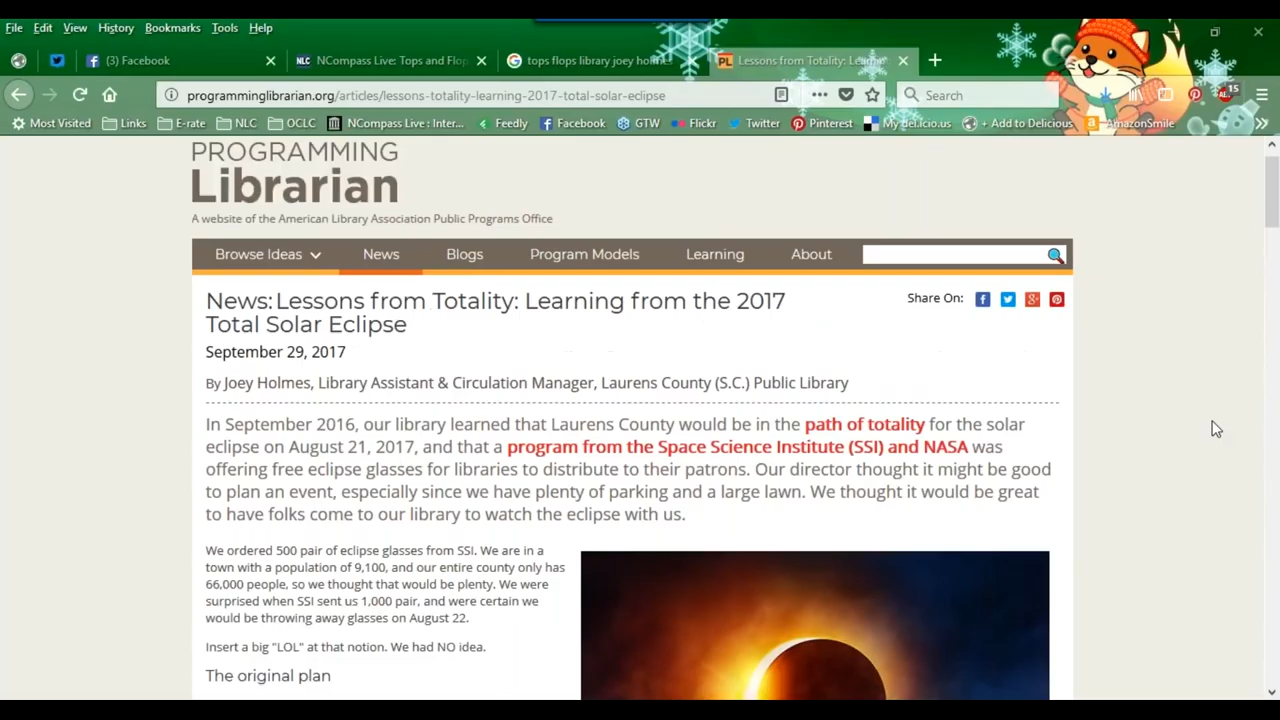 File Edit View History Bookmarks Tools Help
(3) Facebook NLC NCompass Live: Tops and Flop tops flops library joey holm PL Lessons from Totality: Learn
programminglibrarian.org/articles/lessons-totality-learning-2017-total-solar-eclipse Search 15
Most Visited Links E-rate NLC OCLC NCompass Live : Inter... Feedly Facebook GTW Flickr Twitter Pinterest My del.icio.us + Add to Delicious AmazonSmile
PROGRAMMING
Librarian
A website of the American Library Association Public Programs Office
Browse Ideas News Blogs Program Models Learning About
News: Lessons from Totality: Learning from the 2017
Total Solar Eclipse
Share On:
September 29, 2017
By Joey Holmes, Library Assistant & Circulation Manager, Laurens County (S.C.) Public Library
In September 2016, our library learned that Laurens County would be in the path of totality for the solar
eclipse on August 21, 2017, and that a program from the Space Science Institute (SSI) and NASA was
offering free eclipse glasses for libraries to distribute to their patrons. Our director thought it might be good
to plan an event, especially since we have plenty of parking and a large lawn. We thought it would be great
to have folks come to our library to watch the eclipse with us.
We ordered 500 pair of eclipse glasses from SSI. We are in a
town with a population of 9,100, and our entire county only has
66,000 people, so we thought that would be plenty. We were
surprised when SSI sent us 1,000 pair, and were certain we
would be throwing away glasses on August 22.
Insert a big "LOL" at that notion. We had NO idea.
The original plan